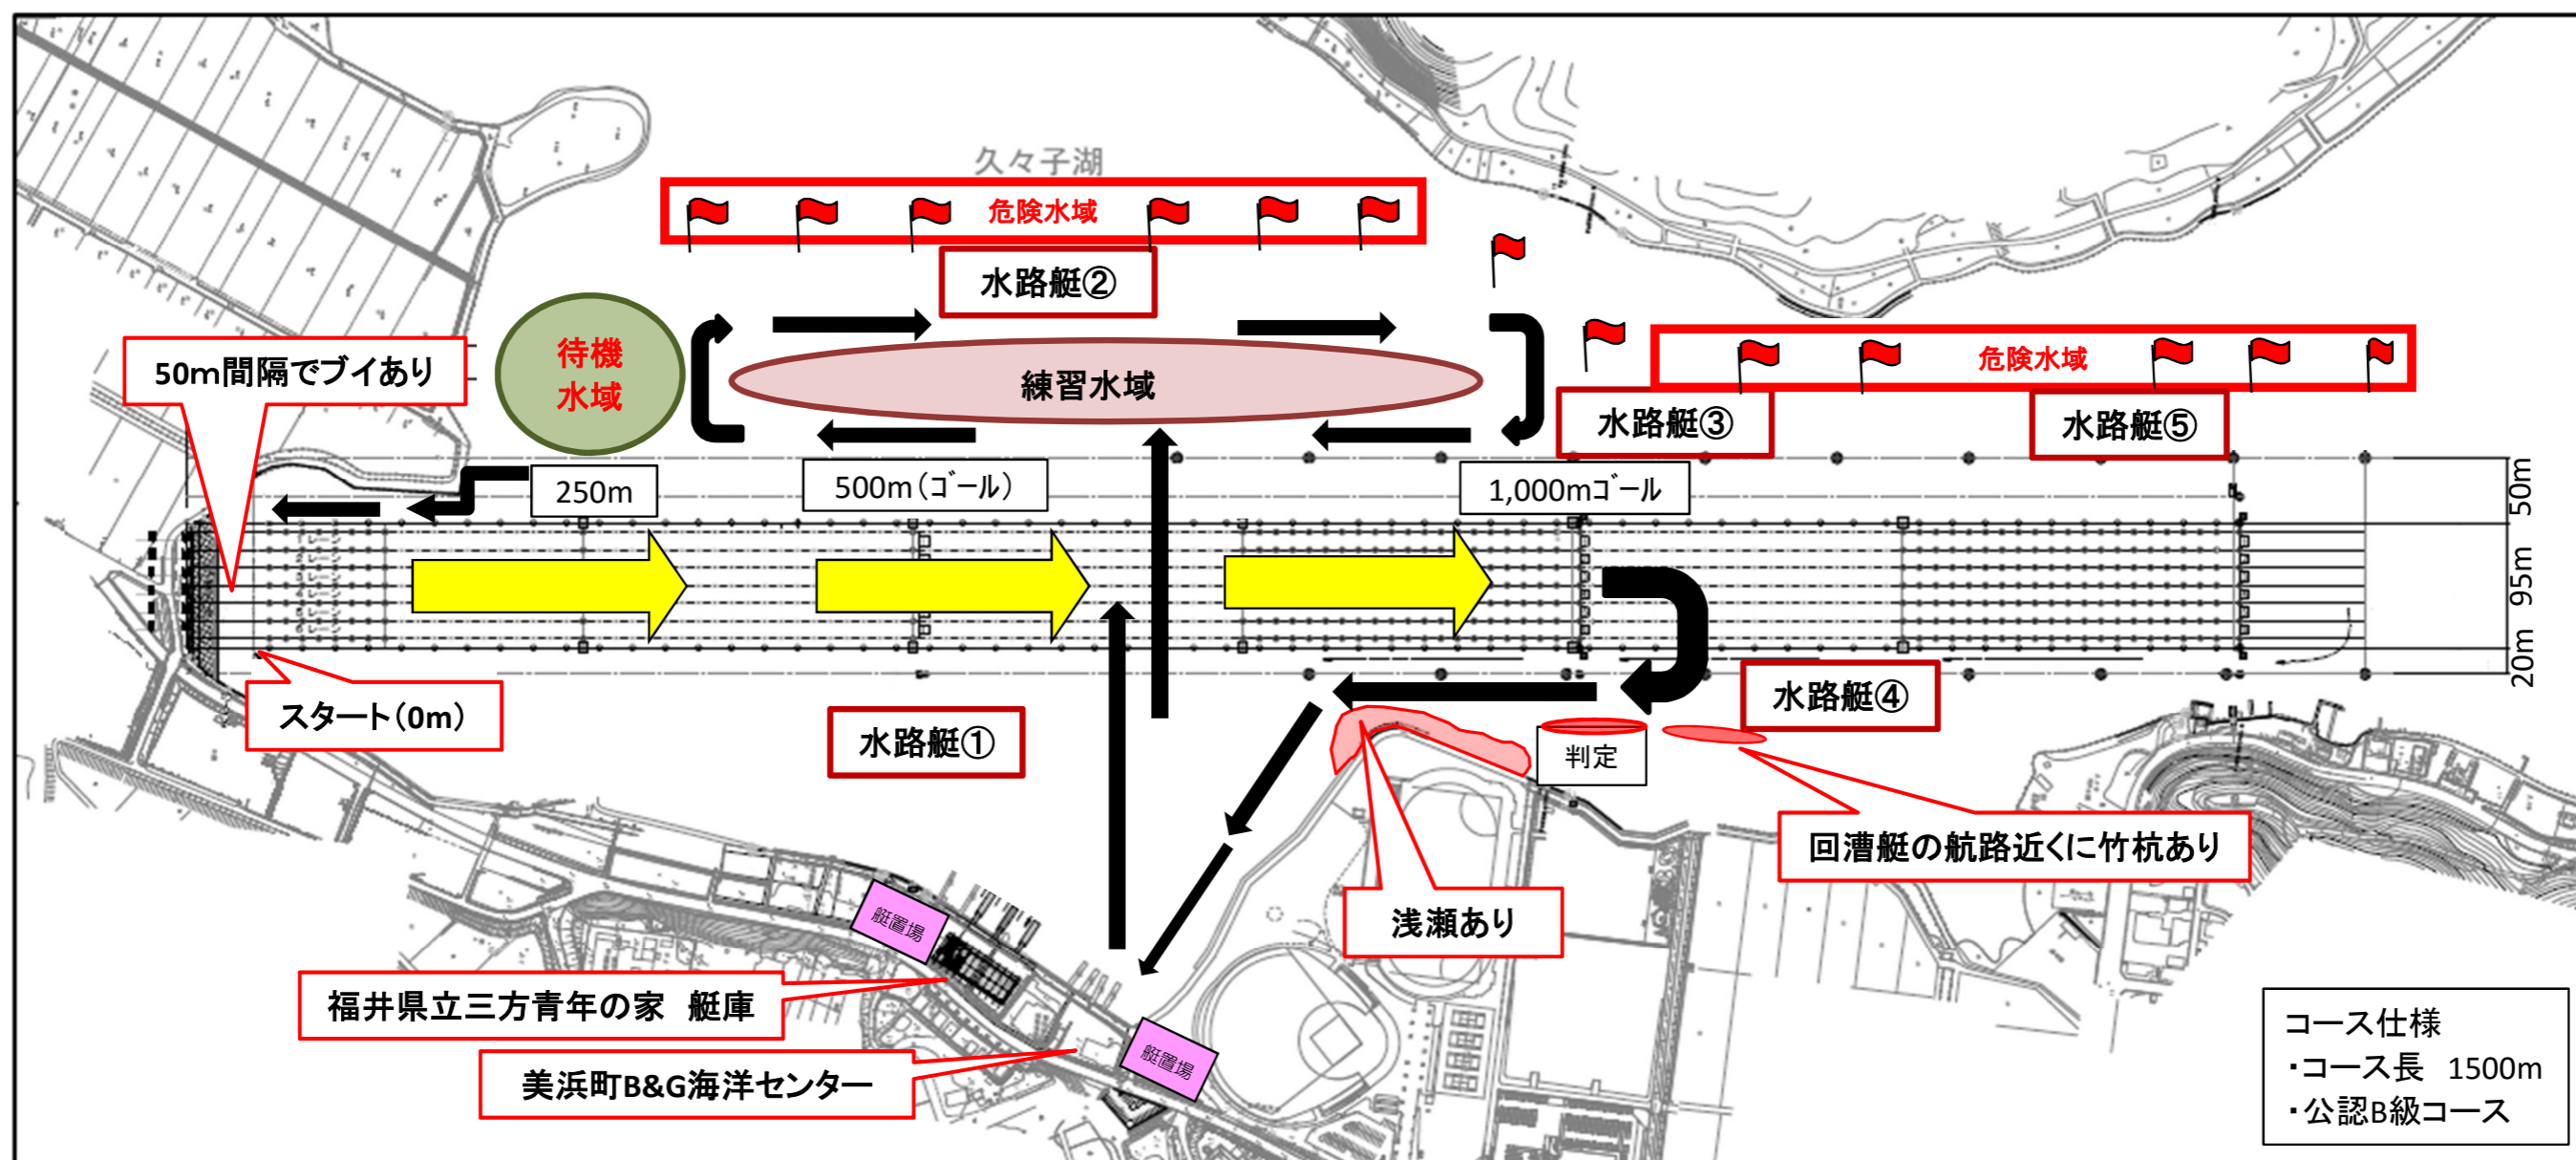 久々子湖
危険水域
水路艇②
待機
水域
50m間隔でブイあり
練習水域
危険水域
水路艇③
水路艇⑤
250m
500m（ゴール）
1,000mゴール
50m
95m
20m
スタート（0m）
水路艇①
水路艇④
判定
回漕艇の航路近くに竹杭あり
浅瀬あり
艇置場
福井県立三方青年の家 艇庫
美浜町B&G海洋センター
艇置場
コース仕様
・コース長 1500m
・公認B級コース